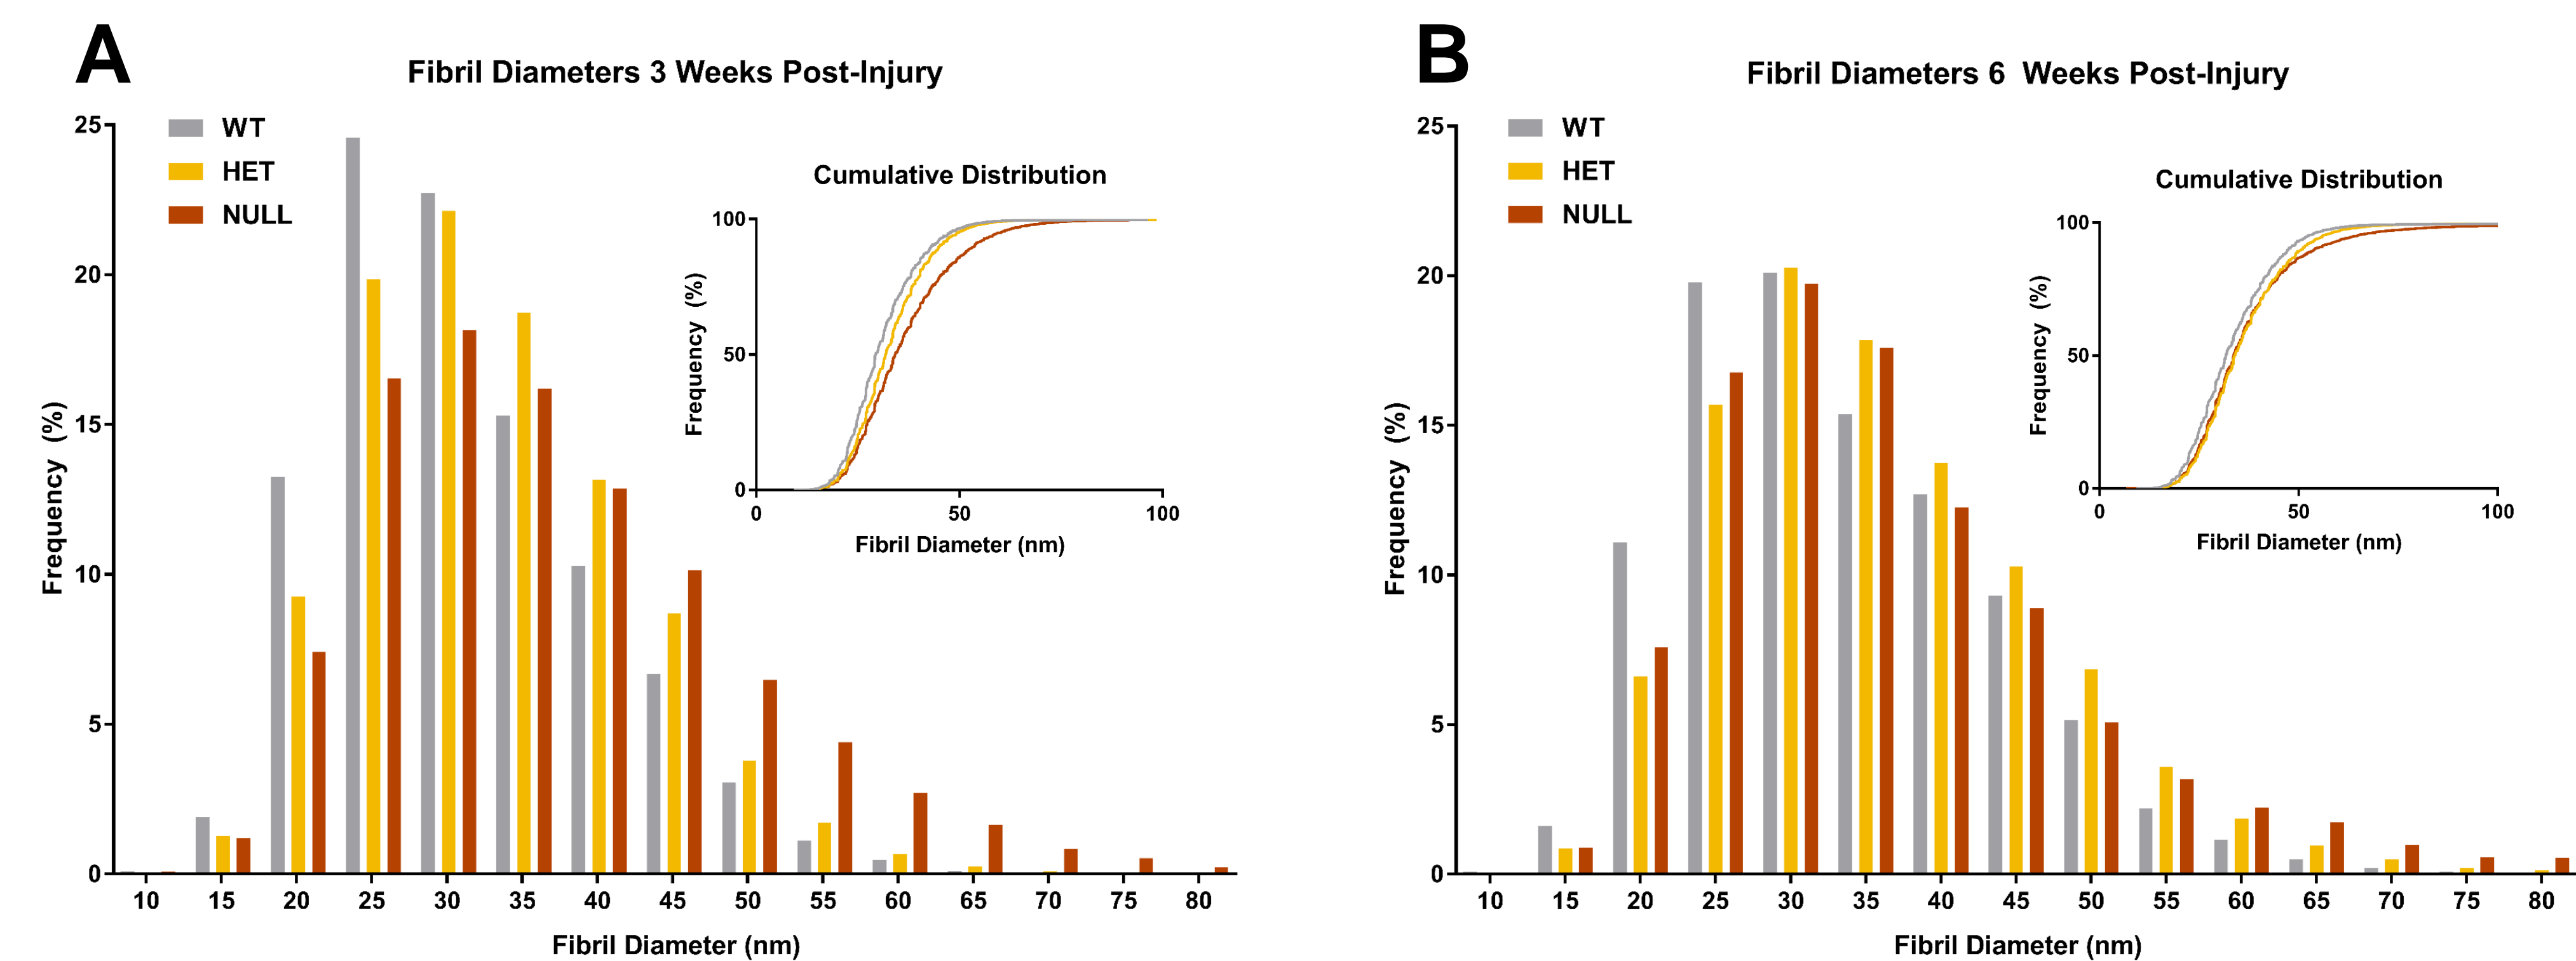 A
Fibril Diameters 3 Weeks Post-Injury
WT
HET
NULL
25
20
15
10
5
0
Frequency (%)
10 15 20 25 30 35 40 45 50 55 60 65 70 75 80
Fibril Diameter (nm)
Cumulative Distribution
100
50
0
Frequency (%)
0 50 100
Fibril Diameter (nm)
B
Fibril Diameters 6 Weeks Post-Injury
WT
HET
NULL
25
20
15
10
5
0
Frequency (%)
10 15 20 25 30 35 40 45 50 55 60 65 70 75 80
Fibril Diameter (nm)
Cumulative Distribution
100
50
0
Frequency (%)
0 50 100
Fibril Diameter (nm)